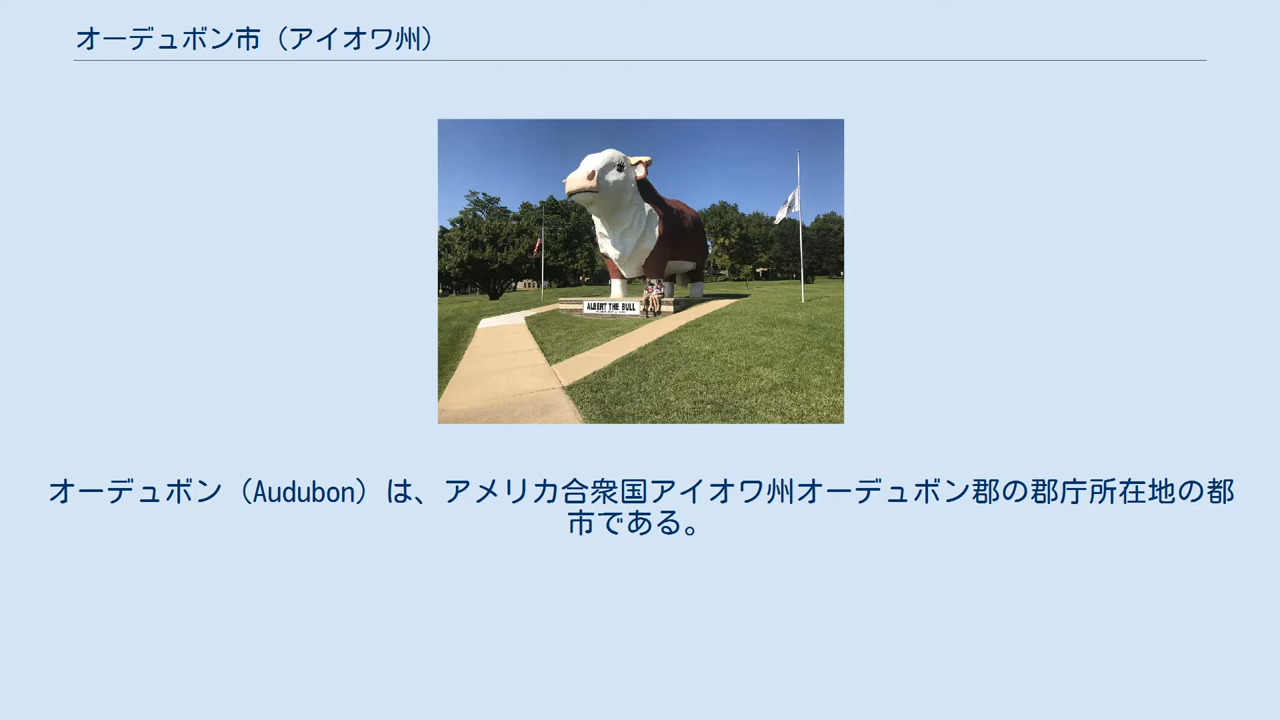 オーデュボン市（アイオワ州）
ALBERT THE BULL
オーデュボン（Audubon）は、アメリカ合衆国アイオワ州オーデュボン郡の郡庁所在地の都
市である。